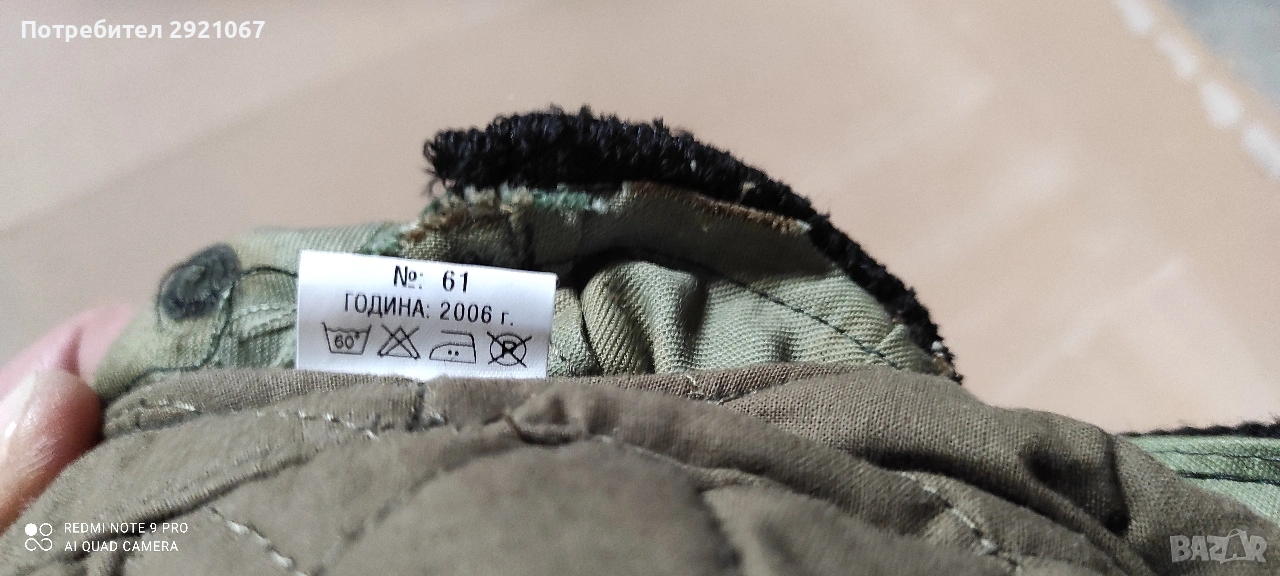 Потребител 2921067
№: 61
ГОДИНА: 2006 г.
60°
P
REDMI NOTE 9 PRO
AI QUAD CAMERA
BAZAR